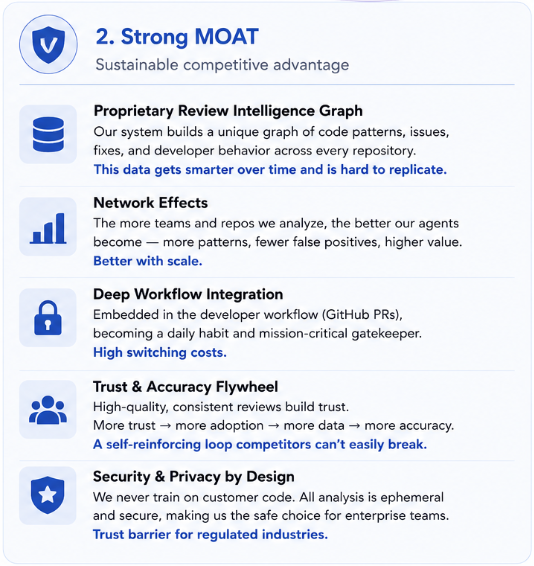 2. Strong MOAT
Sustainable competitive advantage
Proprietary Review Intelligence Graph
Our system builds a unique graph of code patterns, issues,
fixes, and developer behavior across every repository.
This data gets smarter over time and is hard to replicate.
Network Effects
The more teams and repos we analyze, the better our agents
become — more patterns, fewer false positives, higher value.
Better with scale.
Deep Workflow Integration
Embedded in the developer workflow (GitHub PRs),
becoming a daily habit and mission-critical gatekeeper.
High switching costs.
Trust & Accuracy Flywheel
High-quality, consistent reviews build trust.
More trust → more adoption → more data → more accuracy.
A self-reinforcing loop competitors can’t easily break.
Security & Privacy by Design
We never train on customer code. All analysis is ephemeral
and secure, making us the safe choice for enterprise teams.
Trust barrier for regulated industries.